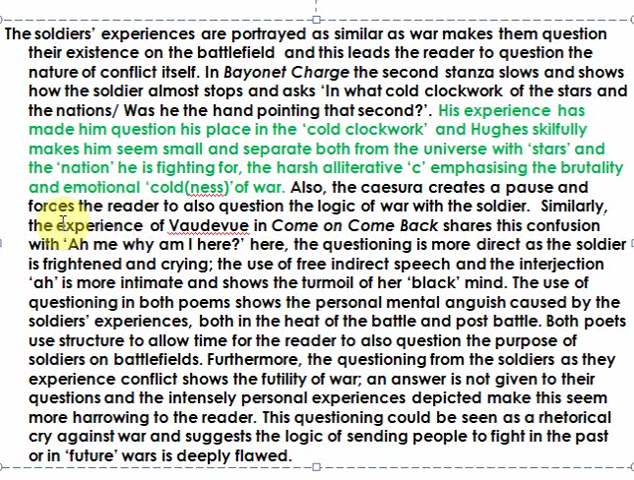 The soldiers' experiences are portrayed as similar as war makes them question
their existence on the battlefield  and this leads the reader to question the
nature of conflict itself. In Bayonet Charge the second stanza slows and shows
how the soldier almost stops and asks 'In what cold clockwork of the stars and
the nations/ Was he the hand pointing that second?'. His experience has
made him question his place in the 'cold clockwork'  and Hughes skilfully
makes him seem small and separate both from the universe with 'stars' and
the 'nation' he is fighting for, the harsh alliterative 'c' emphasising the brutality
and emotional 'cold(ness)'of war. Also, the caesura creates a pause and
forces the reader to also question the logic of war with the soldier.  Similarly,
the experience of Vaudevue in Come on Come Back shares this confusion
with 'Ah me why am I here?' here, the questioning is more direct as the soldier
is frightened and crying; the use of free indirect speech and the interjection
'ah' is more intimate and shows the turmoil of her 'black' mind. The use of
questioning in both poems shows the personal mental anguish caused by the
soldiers' experiences, both in the heat of the battle and post battle. Both poets
use structure to allow time for the reader to also question the purpose of
soldiers on battlefields. Furthermore, the questioning from the soldiers as they
experience conflict shows the futility of war; an answer is not given to their
questions and the intensely personal experiences depicted make this seem
more harrowing to the reader. This questioning could be seen as a rhetorical
cry against war and suggests the logic of sending people to fight in the past
or in 'future' wars is deeply flawed.